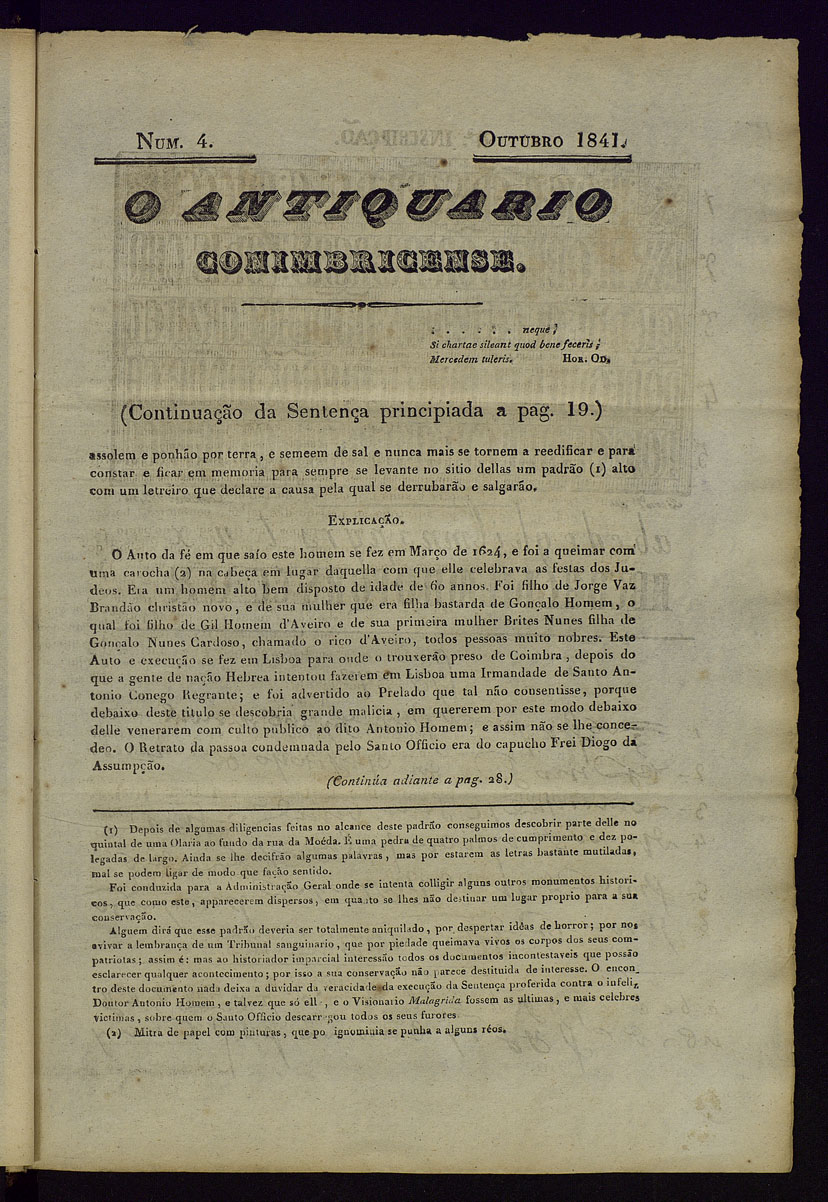 NUM. 4.
OUTUBRO 1841.
O ANTIQUARIO
CONIMBRICENSE.
. . . . . . neque,
Si chartae sileant quod bene feceris,
Mercedem tuleris. HOR. OD.
(Continuação da Sentença principiada a pag. 19.)
assolem e ponhão por terra, e semeem de sal e nunca mais se tornem a reedificar e para
constar e ficar em memoria para sempre se levante no sitio dellas um padrão (1) alto
com um letreiro que declare a causa pela qual se derrubarão e salgarão.
EXPLICAÇÃO.
O Auto da fé em que saío este homem se fez em Março de 1624, e foi a queimar com
uma carocha (2) na cabeça em lugar daquella com que elle celebrava as festas dos Ju-
deos. Era um homem alto bem disposto de idade de 60 annos. Foi filho de Jorge Vaz
Brandão christão novo, e de sua mulher que era filha bastarda de Gonçalo Homem, o
qual foi filho de Gil Homem d'Aveiro e de sua primeira mulher Brites Nunes filha de
Gonçalo Nunes Cardoso, chamado o rico d'Aveiro, todos pessoas muito nobres. Este
Auto e execução se fez em Lisboa para onde o trouxerão preso de Coimbra, depois do
que a gente de nação Hebrea intentou fazerem em Lisboa uma Irmandade de Santo An-
tonio Conego Regrante; e foi advertido ao Prelado que tal não consentisse, porque
debaixo deste titulo se descobria grande malicia, em quererem por este modo debaixo
delle venerarem com culto publico ao dito Antonio Homem; e assim não se lhe conce-
deo. O Retrato da passoa condemnada pelo Santo Officio era do capucho Frei Diogo da
Assumpção.
(Continúa adiante a pag. 28.)
(1) Depois de algumas diligencias feitas no alcance deste padrão conseguimos descobrir parte delle no
quintal de uma Olaria ao fundo da rua da Moéda. É uma pedra de quatro palmos de cumprimento e dez po-
legadas de largo. Ainda se lhe decifrão algumas palavras, mas por estarem as letras bastante mutiladas,
mal se podem ligar de modo que fação sentido.
Foi conduzida para a Administração Geral onde se intenta colligir alguns outros monumentos histori-
cos, que como este, apparecerem dispersos, em quanto se lhes não destinar um lugar proprio para a sua
conservação.
Alguem dirá que esse padrão deveria ser totalmente aniquilado, por despertar idêas de horror; por nos
avivar a lembrança de um Tribunal sanguinario, que por piedade queimava vivos os corpos dos seus com-
patriotas; assim é: mas ao historiador imparcial interessão todos os documentos incontestaveis que possão
esclarecer qualquer acontecimento; por isso a sua conservação não parece destituida de interesse. O encon-
tro deste documento nada deixa a duvidar da veracidade da execução da Sentença proferida contra o infeliz
Doutor Antonio Homem, e talvez que só ell, e o Visionario Malagrida fossem as ultimas, e mais celebres
victimas, sobre quem o Santo Officio descarregou todos os seus furores
(2) Mitra de papel com pinturas, que po ignominia se punha a alguns réos.